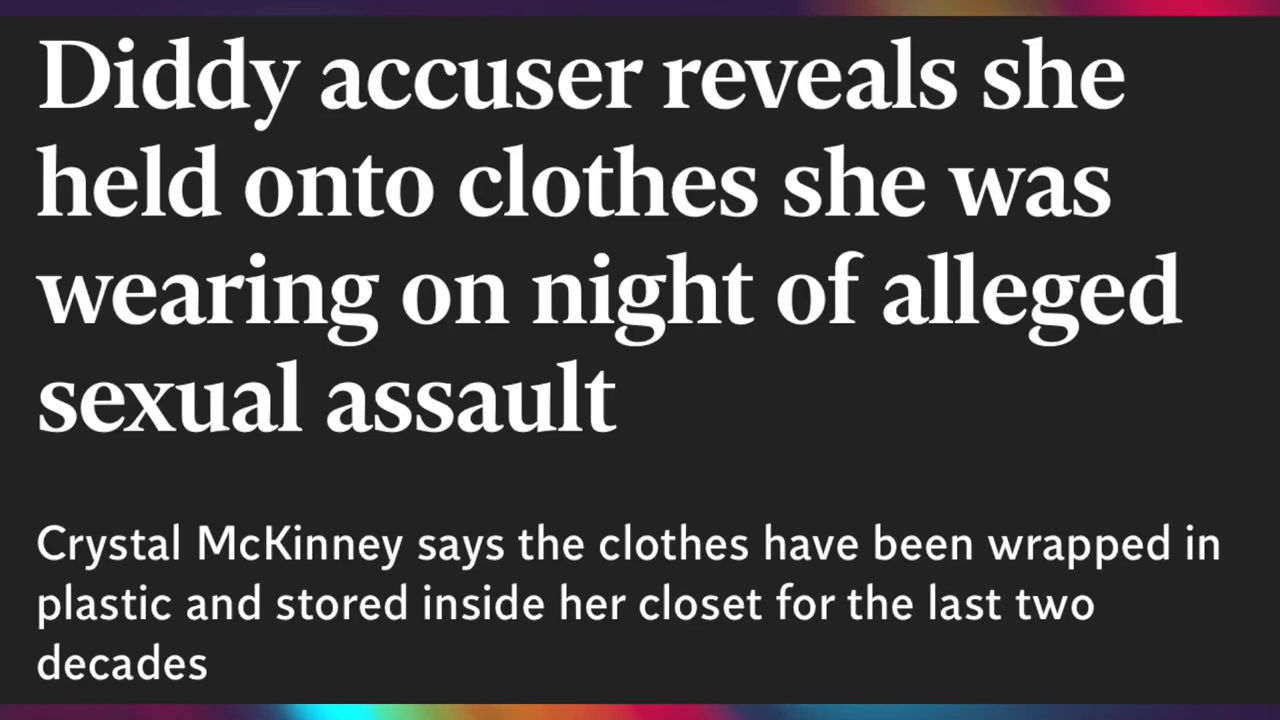 Diddy accuser reveals she
held onto clothes she was
wearing on night of alleged
sexual assault
Crystal McKinney says the clothes have been wrapped in
plastic and stored inside her closet for the last two
decades